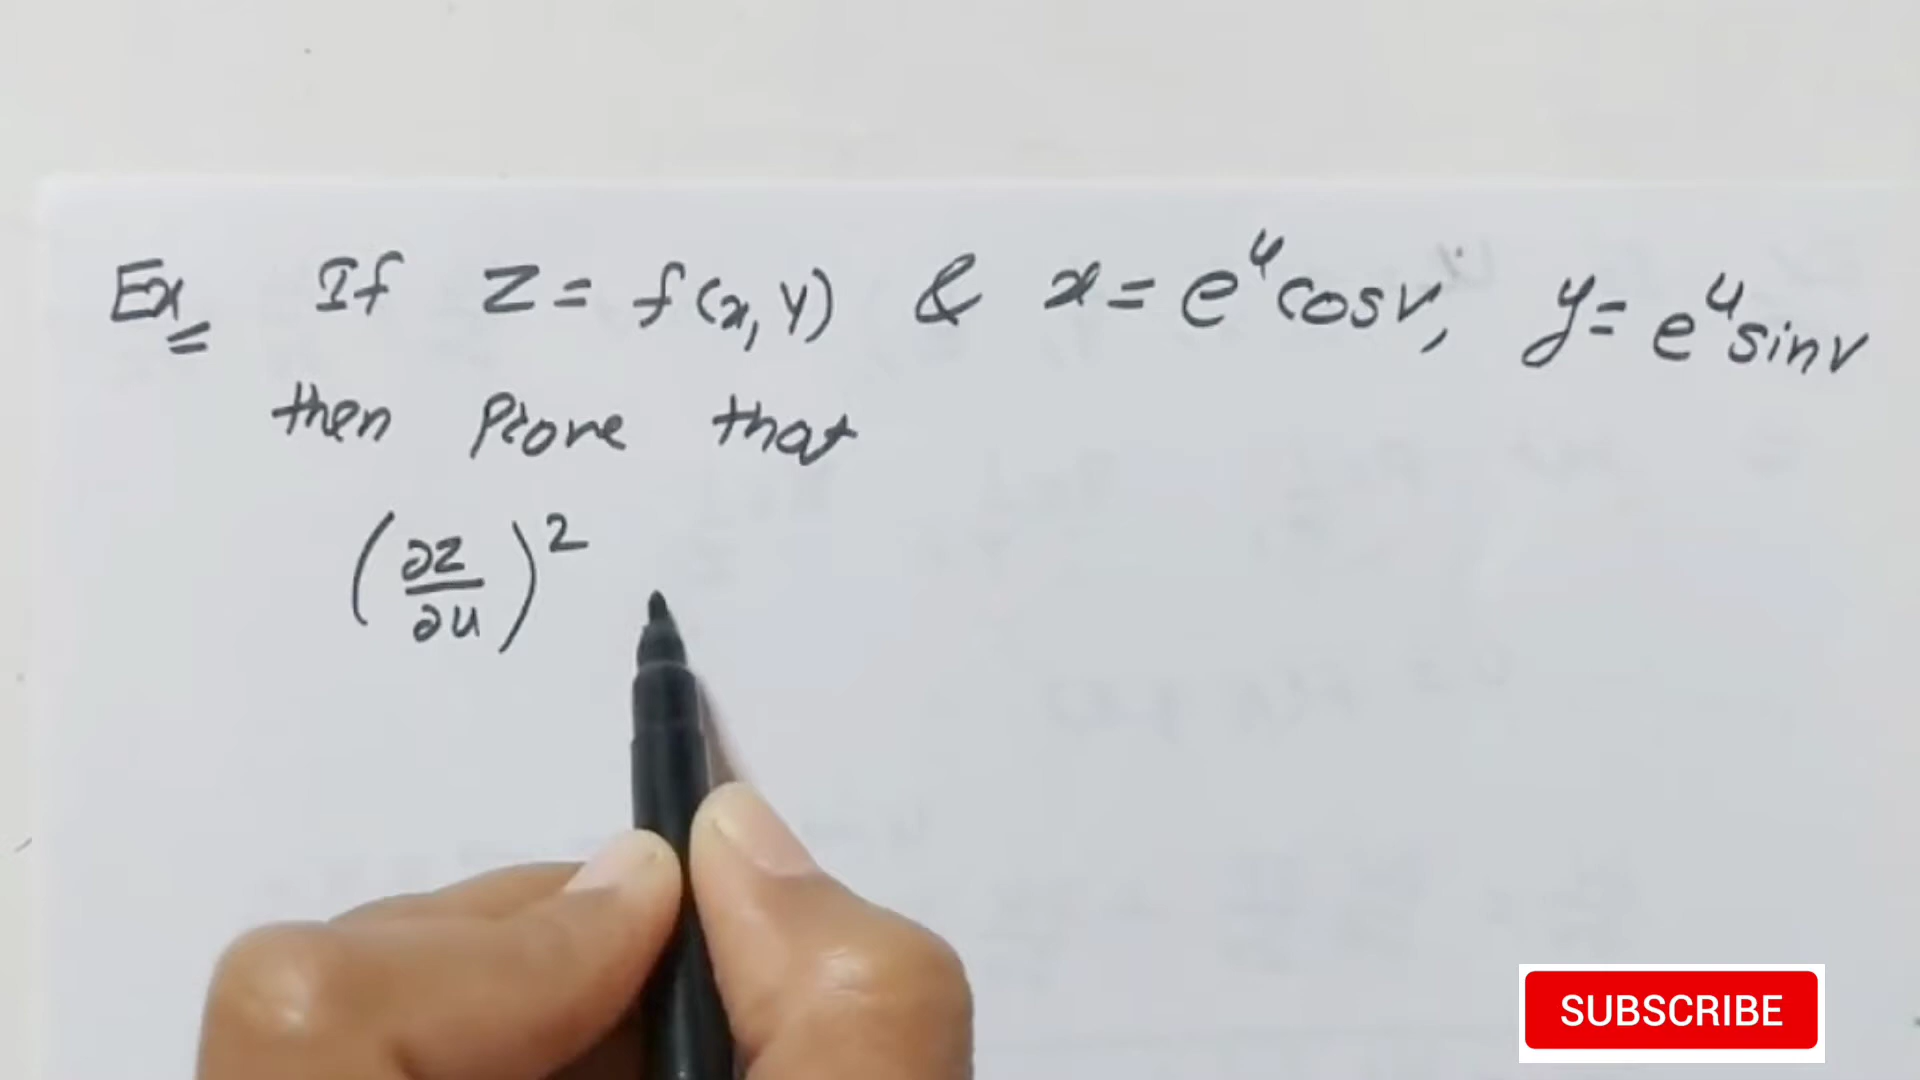 Ex If z = f(x, y) & x = e^u cos v, y = e^u sin v
then Prove that
(∂z/∂u)^2
SUBSCRIBE